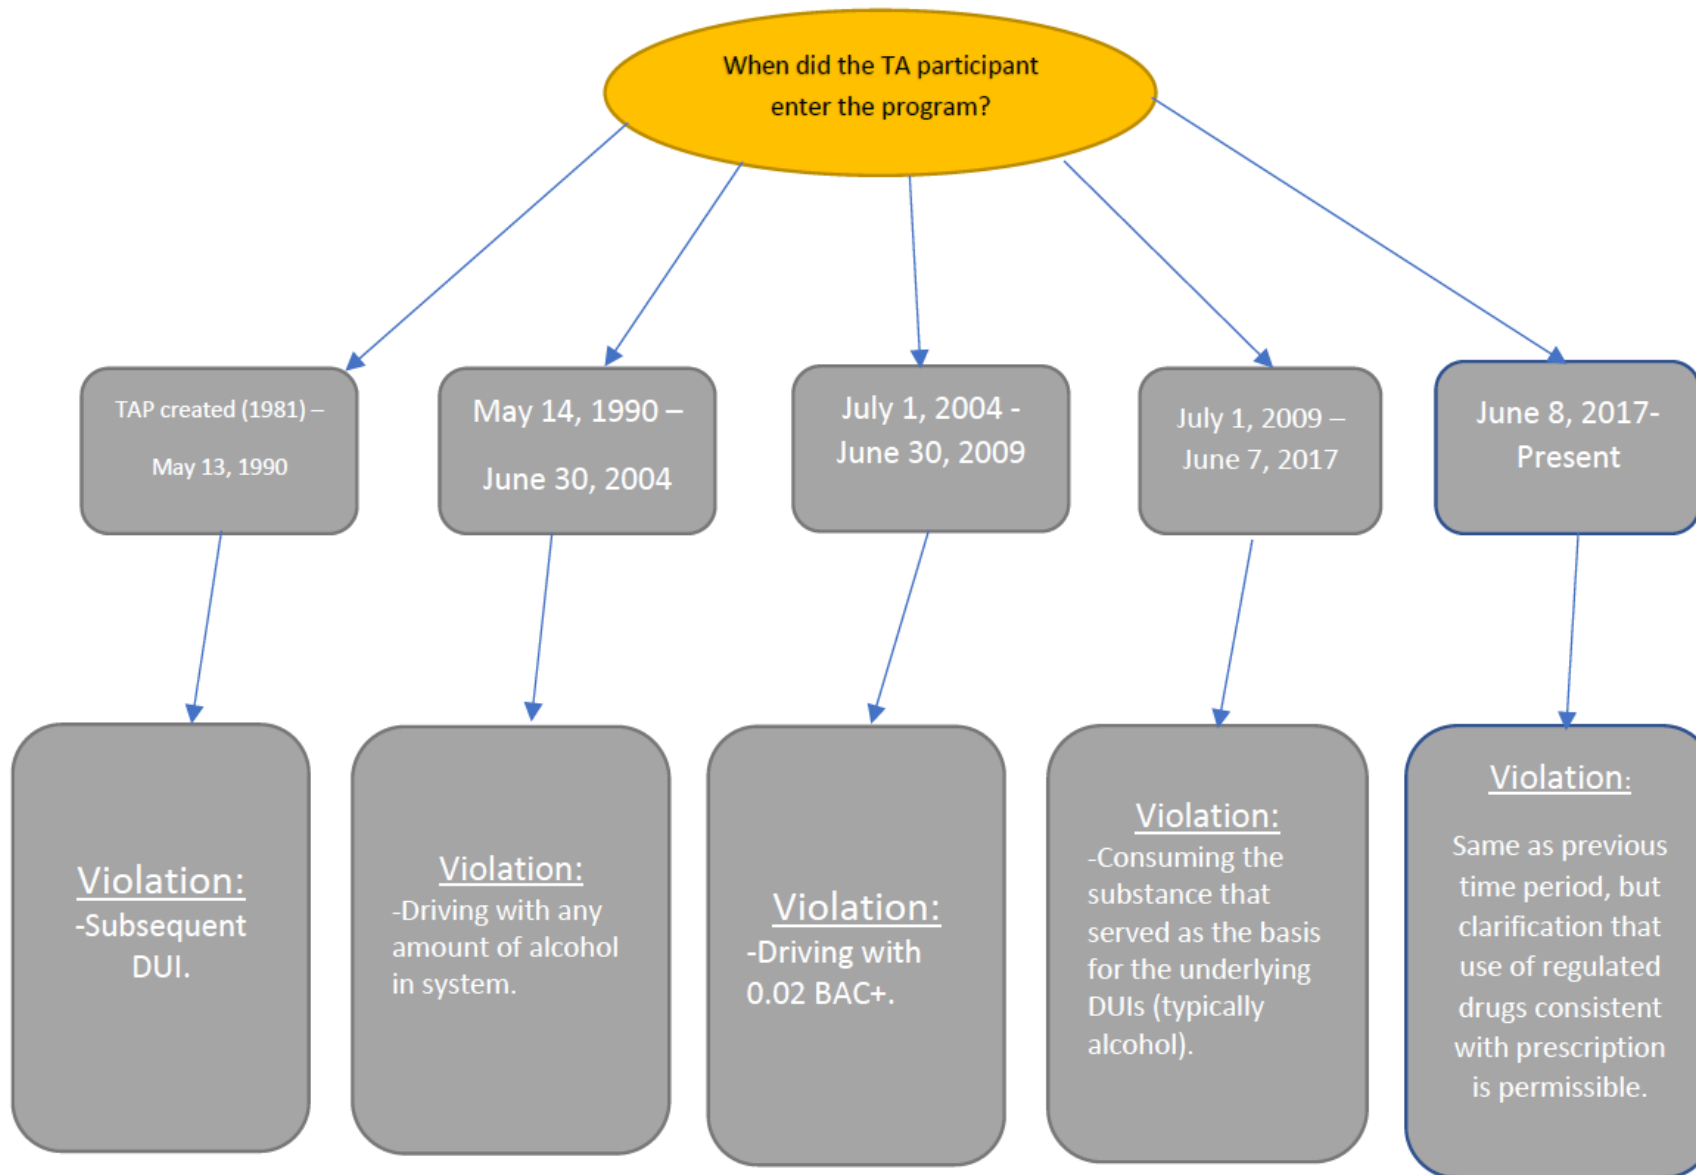 When did the TA participant
enter the program?
TAP created (1981) –
May 13, 1990
May 14, 1990 –
June 30, 2004
July 1, 2004 -
June 30, 2009
July 1, 2009 –
June 7, 2017
June 8, 2017-
Present
Violation:
-Subsequent
DUI.
Violation:
-Driving with any
amount of alcohol
in system.
Violation:
-Driving with
0.02 BAC+.
Violation:
-Consuming the
substance that
served as the basis
for the underlying
DUIs (typically
alcohol).
Violation:
Same as previous
time period, but
clarification that
use of regulated
drugs consistent
with prescription
is permissible.